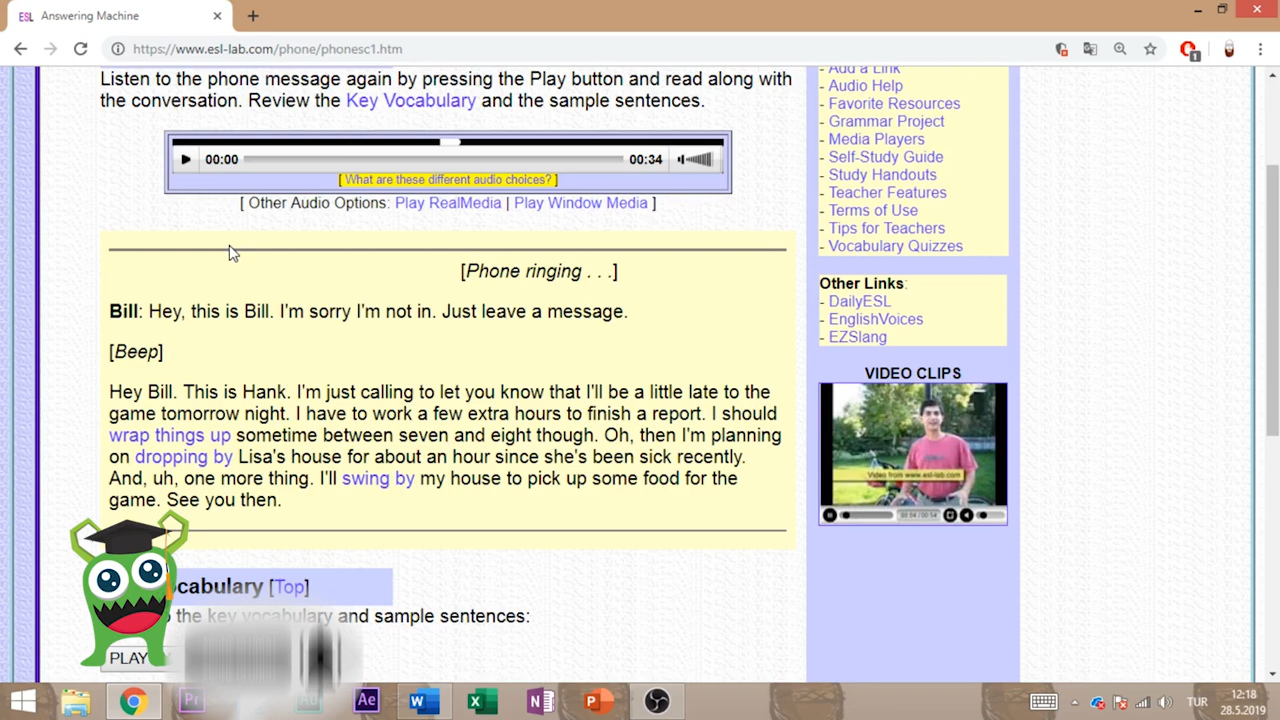 ESL Answering Machine
https://www.esl-lab.com/phone/phonesc1.htm
1
Listen to the phone message again by pressing the Play button and read along with
the conversation. Review the Key Vocabulary and the sample sentences.
00:00
00:34
[ What are these different audio choices? ]
[ Other Audio Options: Play RealMedia | Play Window Media ]
[Phone ringing . . .]
Bill: Hey, this is Bill. I'm sorry I'm not in. Just leave a message.
[Beep]
Hey Bill. This is Hank. I'm just calling to let you know that I'll be a little late to the
game tomorrow night. I have to work a few extra hours to finish a report. I should
wrap things up sometime between seven and eight though. Oh, then I'm planning
on dropping by Lisa's house for about an hour since she's been sick recently.
And, uh, one more thing. I'll swing by my house to pick up some food for the
game. See you then.
cabulary [Top]
the key vocabulary and sample sentences:
PLAY
- Add a Link
- Audio Help
- Favorite Resources
- Grammar Project
- Media Players
- Self-Study Guide
- Study Handouts
- Teacher Features
- Terms of Use
- Tips for Teachers
- Vocabulary Quizzes
Other Links:
- DailyESL
- EnglishVoices
- EZSlang
VIDEO CLIPS
Video from www.esl-lab.com
00:04 / 00:54
Pr
Au
Ae
W
X
N
P
TUR
12:18
28.5.2019